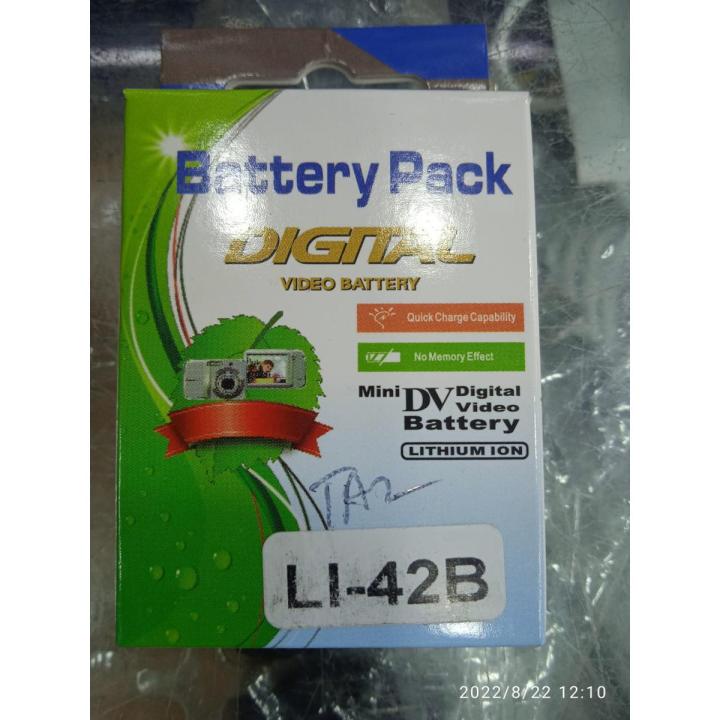 Battery Pack
DIGITAL
VIDEO BATTERY
Quick Charge Capability
No Memory Effect
Mini DV Digital Video Battery
LITHIUM ION
LI-42B
2022/8/22 12:10